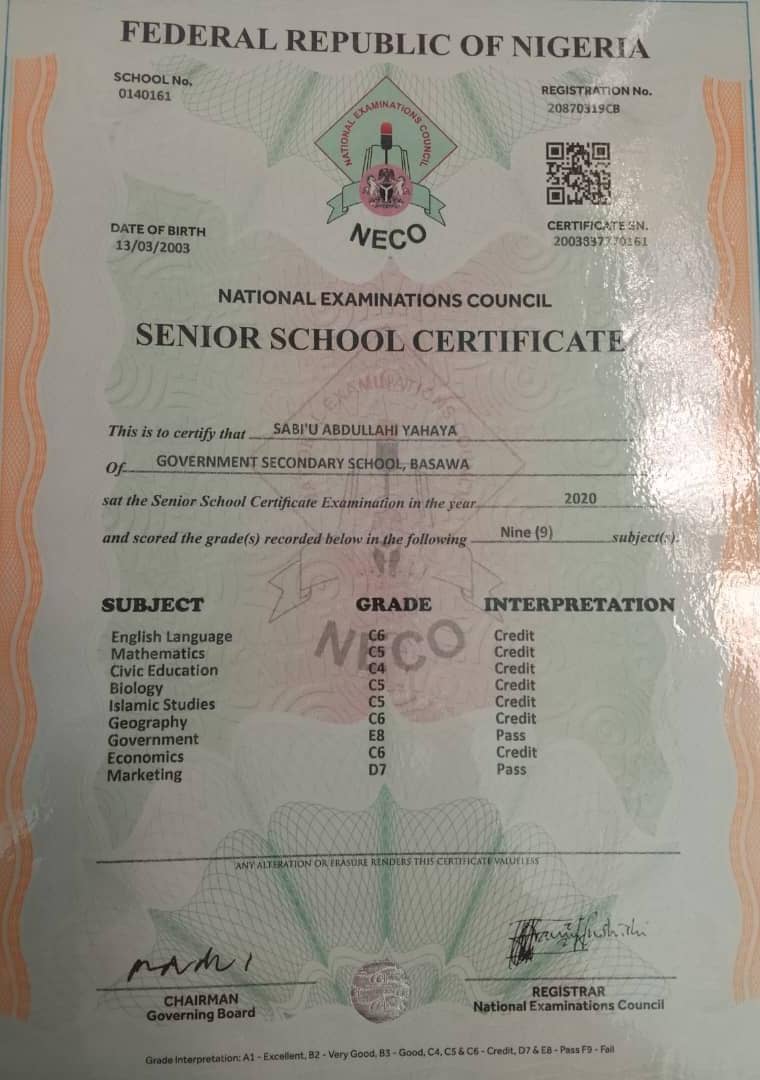 FEDERAL REPUBLIC OF NIGERIA
SCHOOL No.
0140161
REGISTRATION No.
20870319CB
NATIONAL EXAMINATIONS COUNCIL
NECO
DATE OF BIRTH
13/03/2003
CERTIFICATE SN.
2003837770161
NATIONAL EXAMINATIONS COUNCIL
SENIOR SCHOOL CERTIFICATE
This is to certify that SABI'U ABDULLAHI YAHAYA
Of GOVERNMENT SECONDARY SCHOOL, BASAWA
sat the Senior School Certificate Examination in the year 2020
and scored the grade(s) recorded below in the following Nine (9) subject(s).
NECO
SUBJECT GRADE INTERPRETATION
English Language C6 Credit
Mathematics C5 Credit
Civic Education C4 Credit
Biology C5 Credit
Islamic Studies C5 Credit
Geography C6 Credit
Government E8 Pass
Economics C6 Credit
Marketing D7 Pass
ANY ALTERATION OR ERASURE RENDERS THIS CERTIFICATE VALUELESS
CHAIRMAN
Governing Board
REGISTRAR
National Examinations Council
Grade Interpretation: A1 - Excellent, B2 - Very Good, B3 - Good, C4, C5 & C6 - Credit, D7 & E8 - Pass F9 - Fail